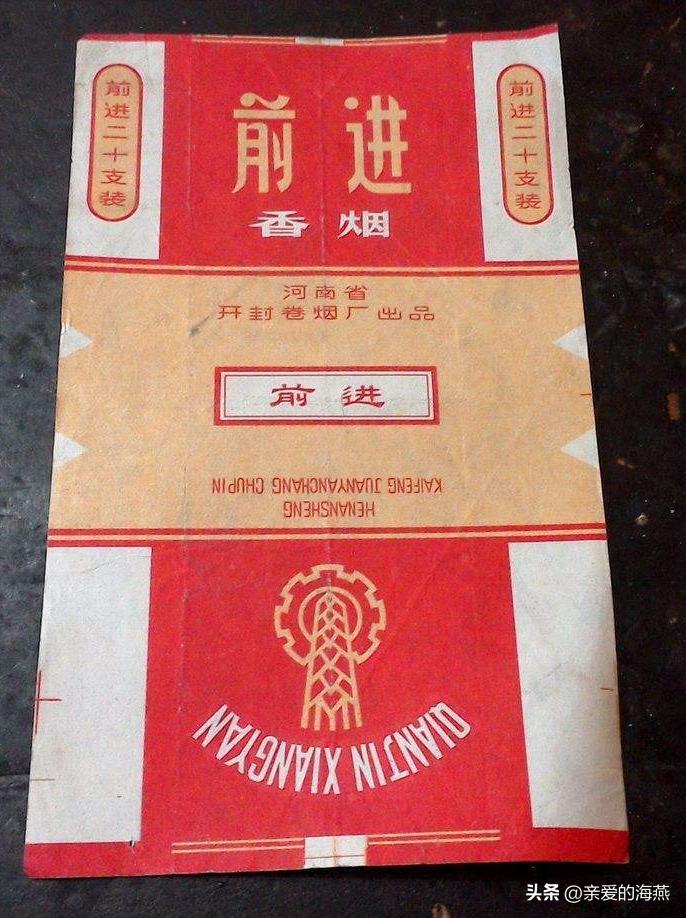 前进
香烟
前进二十支装
前进二十支装
河南省
开封卷烟厂出品
前进
KAIFENG JUANYANCHANG CHUPIN
HENANSHENG
QIANJIN XIANGYAN
头条 @亲爱的海燕